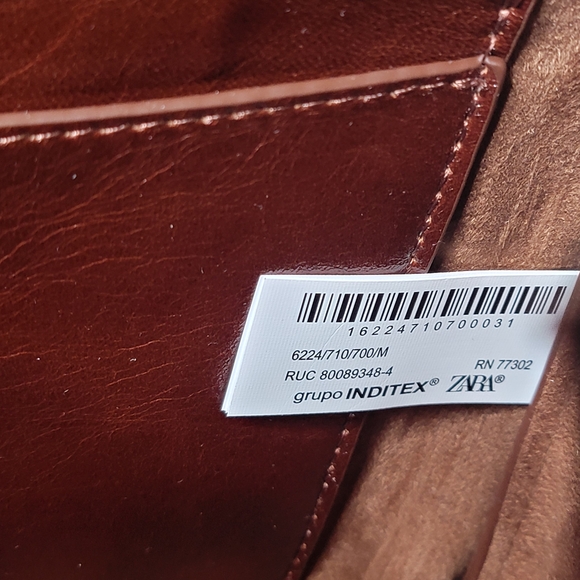 16224710700031
6224/710/700/M
RUC 80089348-4 RN 77302
grupo INDITEX® ZARA®